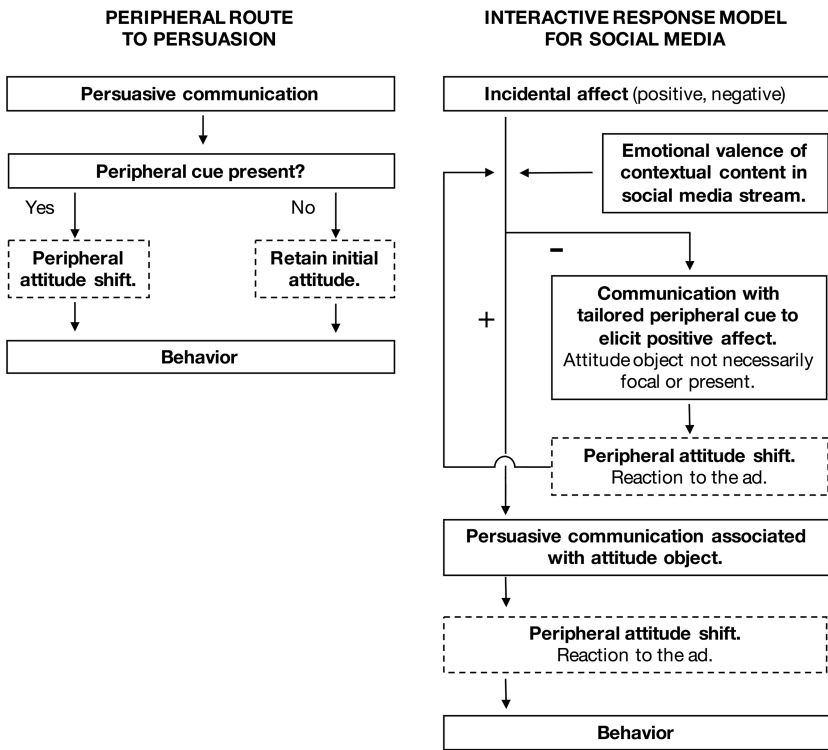 PERIPHERAL ROUTE
TO PERSUASION
Persuasive communication
Peripheral cue present?
Yes
No
Peripheral
attitude shift.
Retain initial
attitude.
Behavior
INTERACTIVE RESPONSE MODEL
FOR SOCIAL MEDIA
Incidental affect (positive, negative)
Emotional valence of
contextual content in
social media stream.
–
+
Communication with
tailored peripheral cue to
elicit positive affect.
Attitude object not necessarily
focal or present.
Peripheral attitude shift.
Reaction to the ad.
Persuasive communication associated
with attitude object.
Peripheral attitude shift.
Reaction to the ad.
Behavior